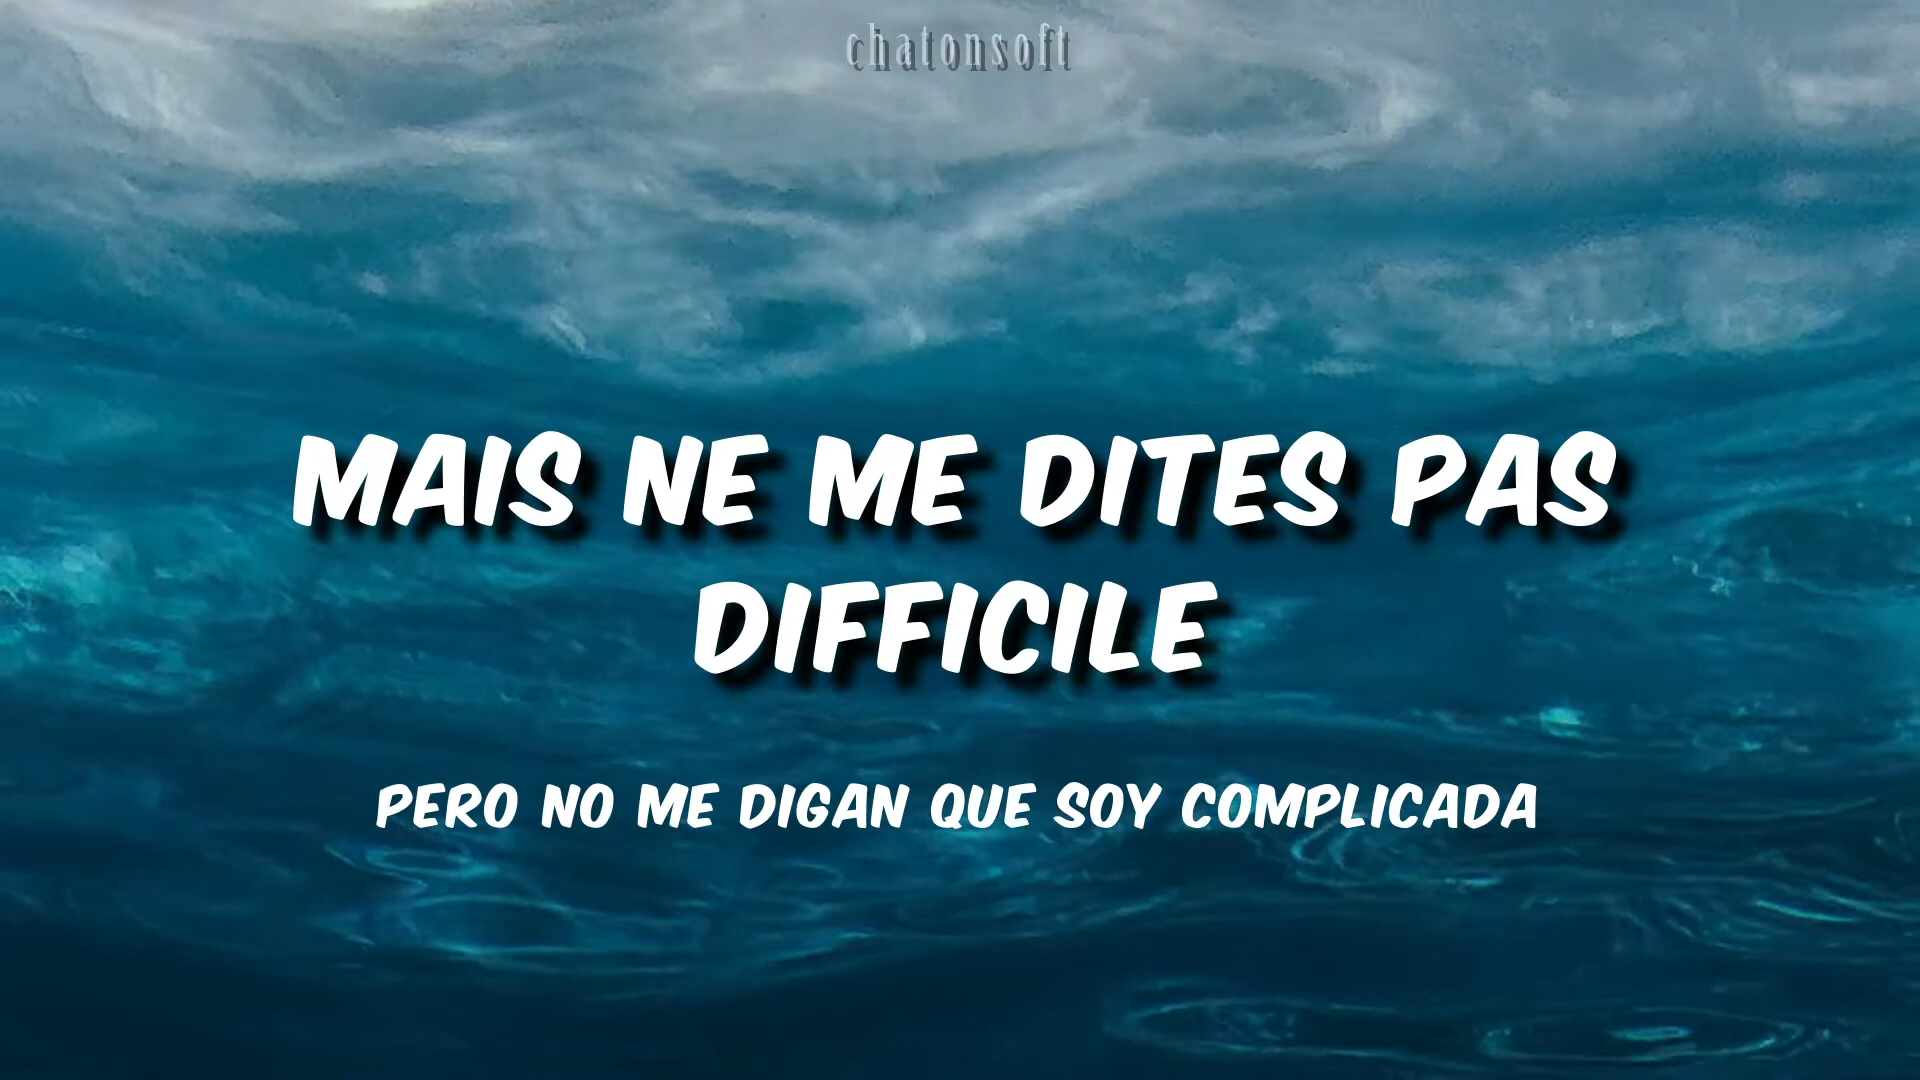 chatonsoft
MAIS NE ME DITES PAS
DIFFICILE
PERO NO ME DIGAN QUE SOY COMPLICADA